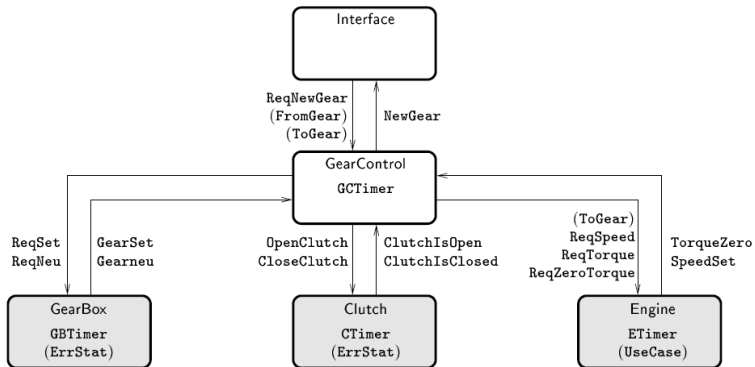 Interface
ReqNewGear
(FromGear)
(ToGear)
NewGear
GearControl
GCTimer
ReqSet
ReqNeu
GearSet
Gearneu
OpenClutch
CloseClutch
ClutchIsOpen
ClutchIsClosed
(ToGear)
ReqSpeed
ReqTorque
ReqZeroTorque
TorqueZero
SpeedSet
GearBox
GBTimer
(ErrStat)
Clutch
CTimer
(ErrStat)
Engine
ETimer
(UseCase)